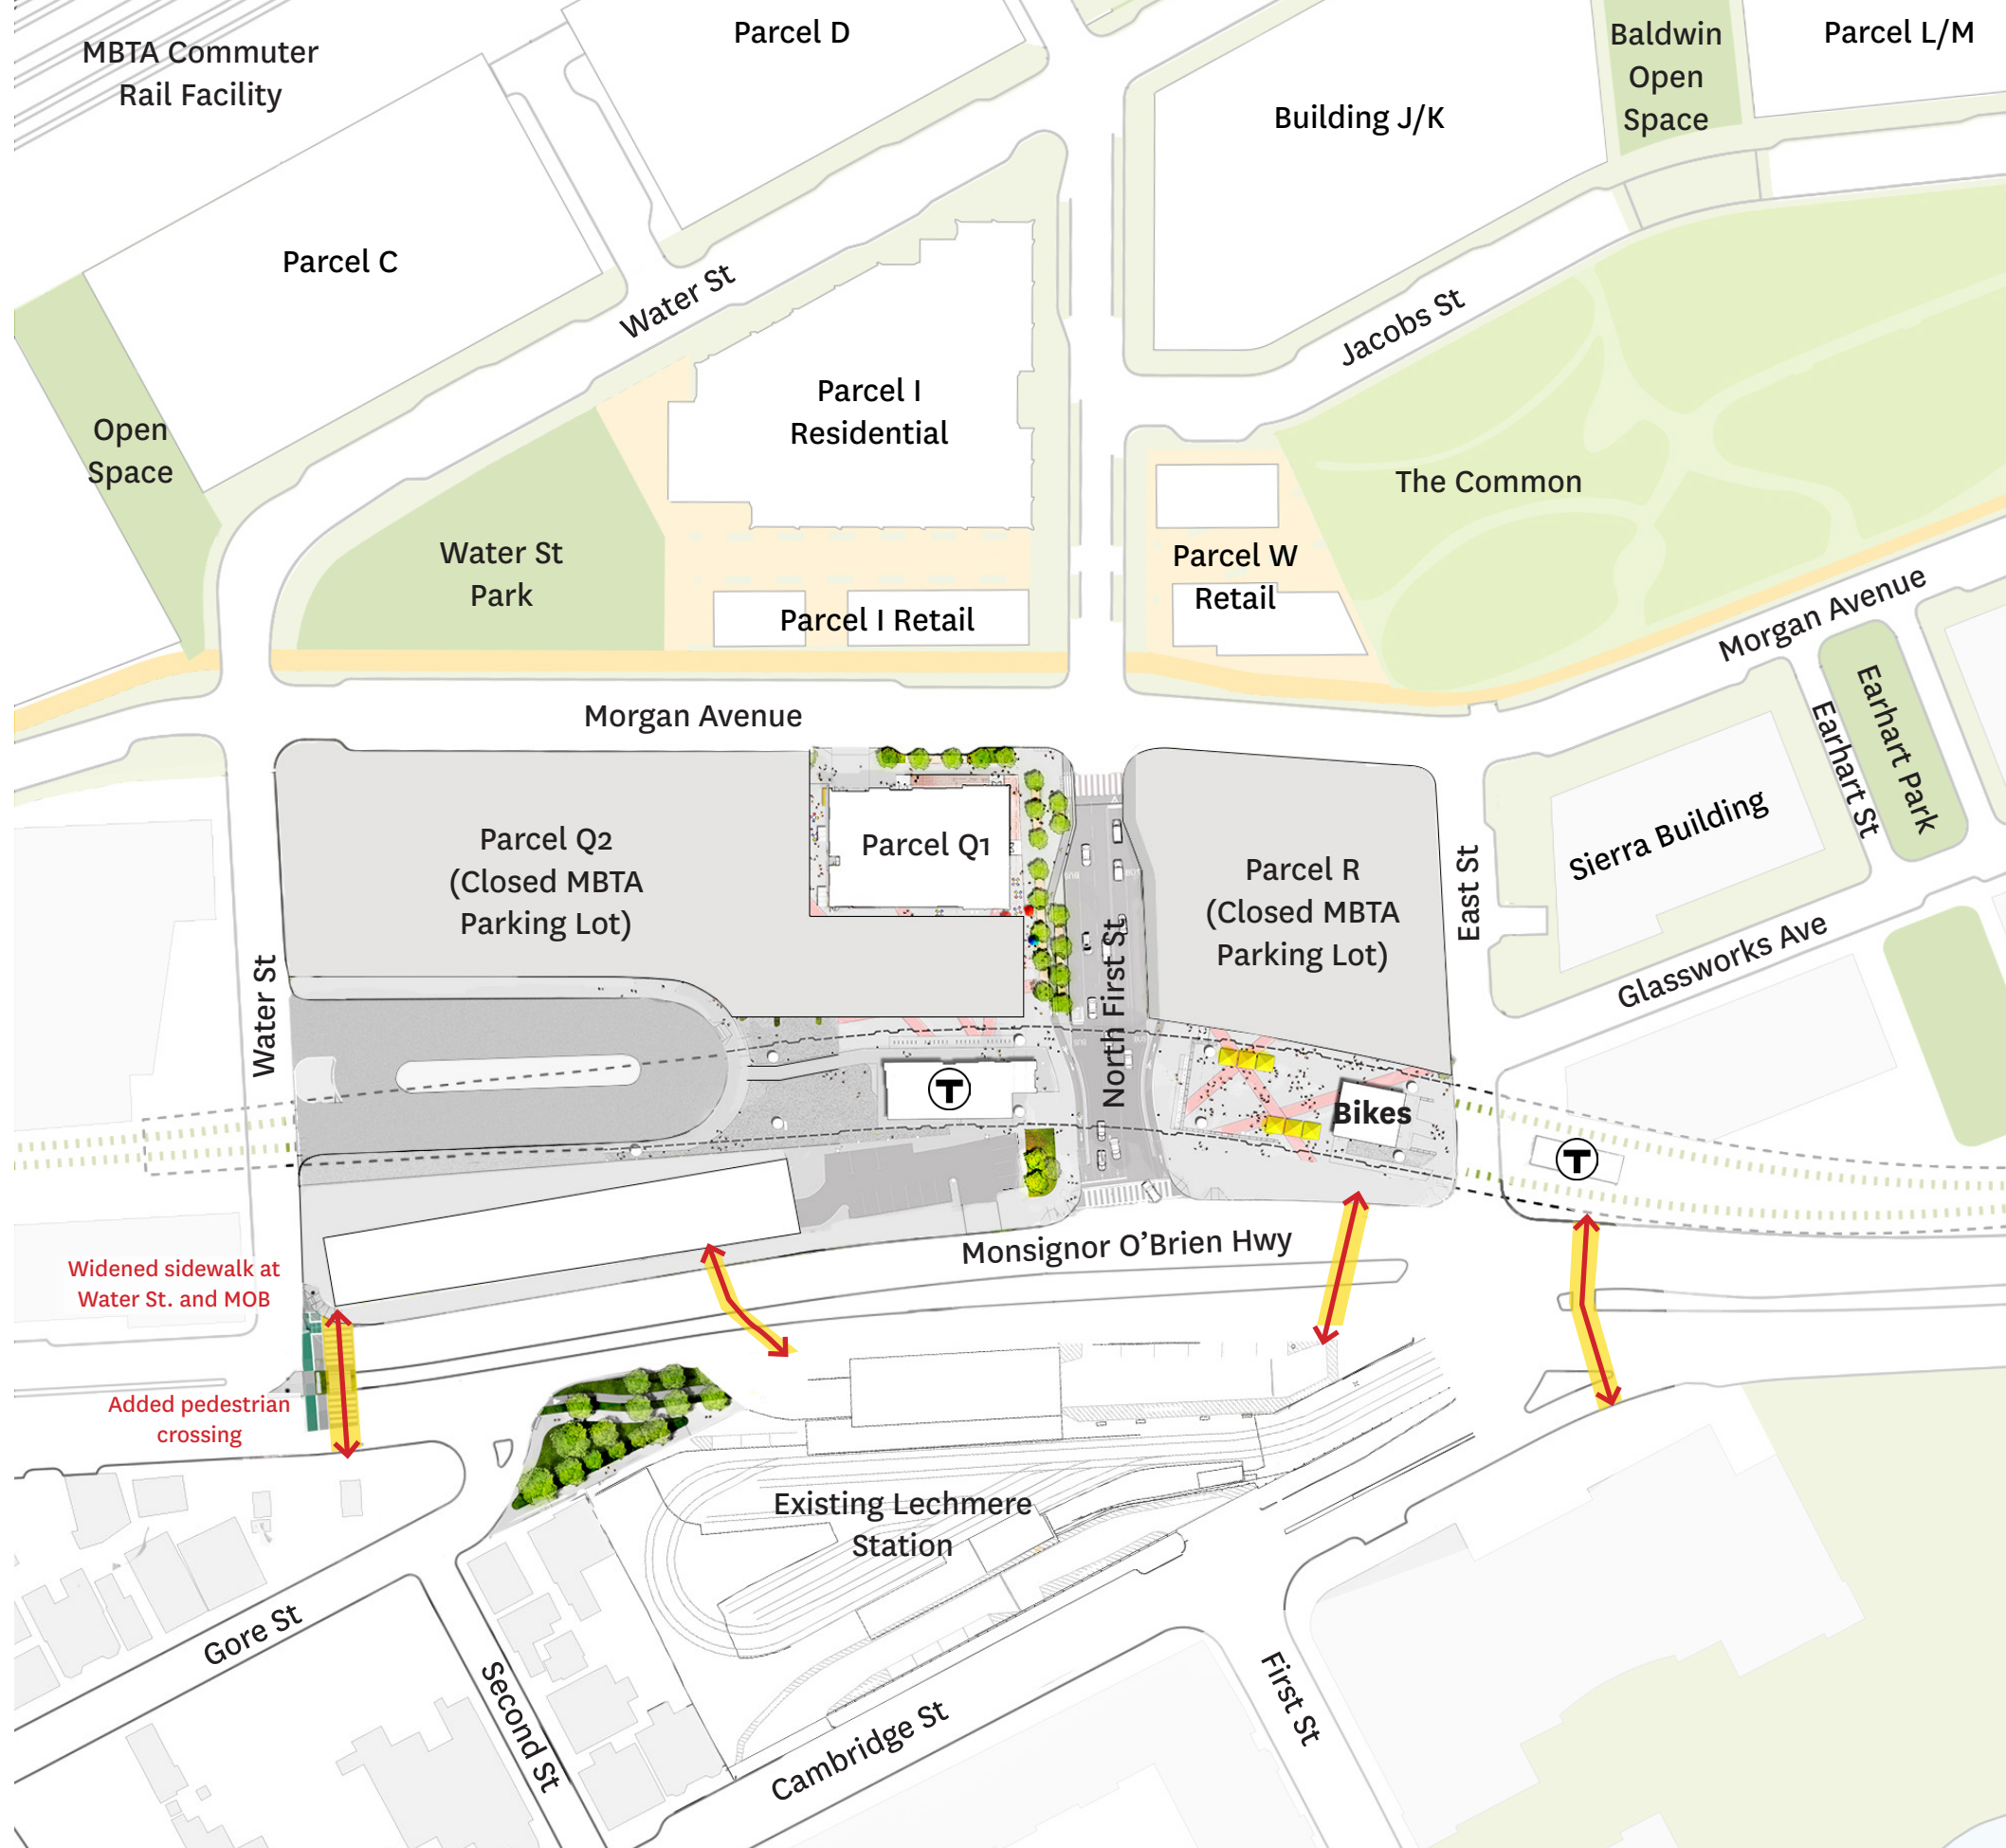 MBTA Commuter
Rail Facility
Parcel D
Baldwin
Open
Space
Parcel L/M
Building J/K
Parcel C
Water St
Jacobs St
Parcel I
Residential
Open
Space
The Common
Water St
Park
Parcel W
Retail
Parcel I Retail
Morgan Avenue
Morgan Avenue
Earhart Park
Earhart St
Sierra Building
Parcel Q2
(Closed MBTA
Parking Lot)
Parcel Q1
Parcel R
(Closed MBTA
Parking Lot)
East St
Glassworks Ave
Water St
North First St
BUS
BUS
BUS
BUS
T
Bikes
T
Monsignor O’Brien Hwy
Widened sidewalk at
Water St. and MOB
Added pedestrian
crossing
Existing Lechmere
Station
Gore St
Second St
Cambridge St
First St